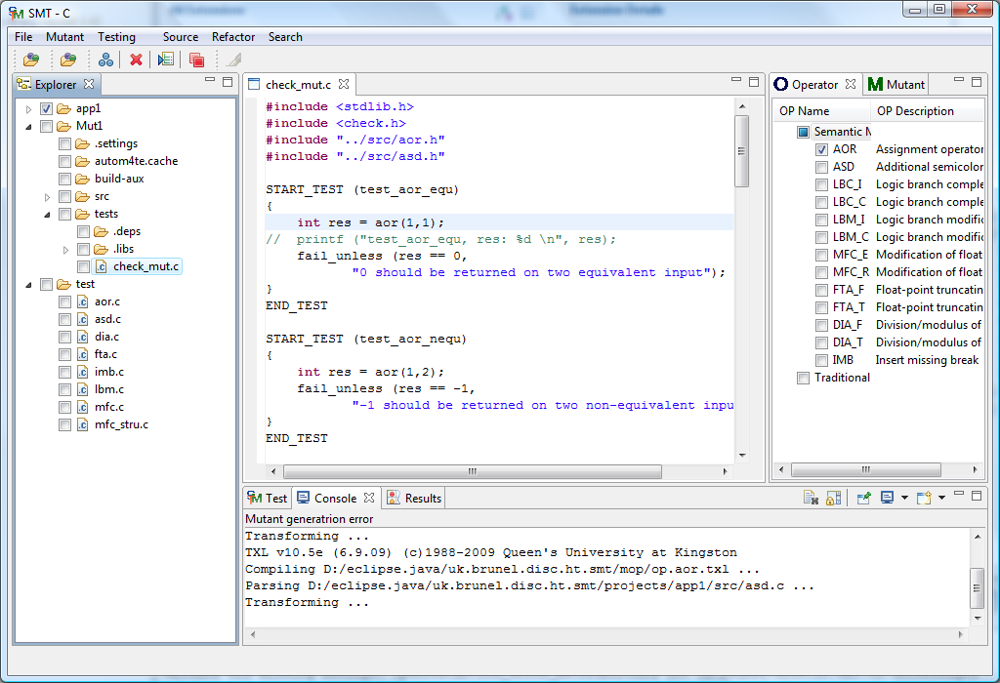 SMT - C
File Mutant Testing Source Refactor Search
Explorer
app1
Mut1
.settings
autom4te.cache
build-aux
src
tests
.deps
.libs
check_mut.c
test
aor.c
asd.c
dia.c
fta.c
imb.c
lbm.c
mfc.c
mfc_stru.c
check_mut.c
#include <stdlib.h>
#include <check.h>
#include "../src/aor.h"
#include "../src/asd.h"
START_TEST (test_aor_equ)
{
int res = aor(1,1);
// printf ("test_aor_equ, res: %d \n", res);
fail_unless (res == 0,
"0 should be returned on two equivalent input");
}
END_TEST
START_TEST (test_aor_nequ)
{
int res = aor(1,2);
fail_unless (res == -1,
"-1 should be returned on two non-equivalent inpu
}
END_TEST
Operator Mutant
OP Name OP Description
Semantic M
AOR Assignment operator
ASD Additional semicolor
LBC_I Logic branch comple
LBC_C Logic branch comple
LBM_I Logic branch modific
LBM_C Logic branch modific
MFC_E Modification of float
MFC_R Modification of float
FTA_F Float-point truncatin
FTA_T Float-point truncatin
DIA_F Division/modulus of
DIA_T Division/modulus of
IMB Insert missing break
Traditional
Test Console Results
Mutant generatrion error
Transforming ...
TXL v10.5e (6.9.09) (c)1988-2009 Queen's University at Kingston
Compiling D:/eclipse.java/uk.brunel.disc.ht.smt/mop/op.aor.txl ...
Parsing D:/eclipse.java/uk.brunel.disc.ht.smt/projects/app1/src/asd.c ...
Transforming ...